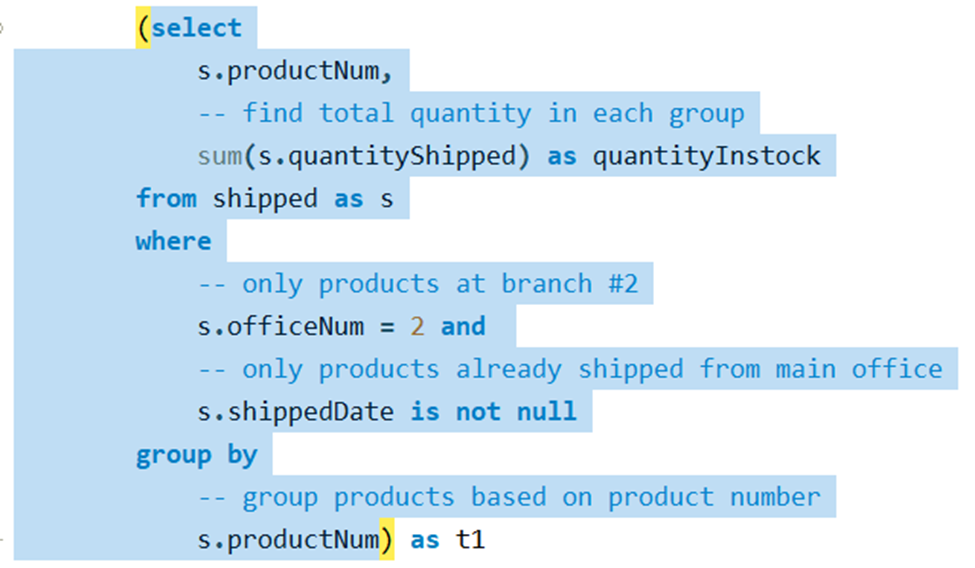 (select
s.productNum,
-- find total quantity in each group
sum(s.quantityShipped) as quantityInstock
from shipped as s
where
-- only products at branch #2
s.officeNum = 2 and
-- only products already shipped from main office
s.shippedDate is not null
group by
-- group products based on product number
s.productNum) as t1